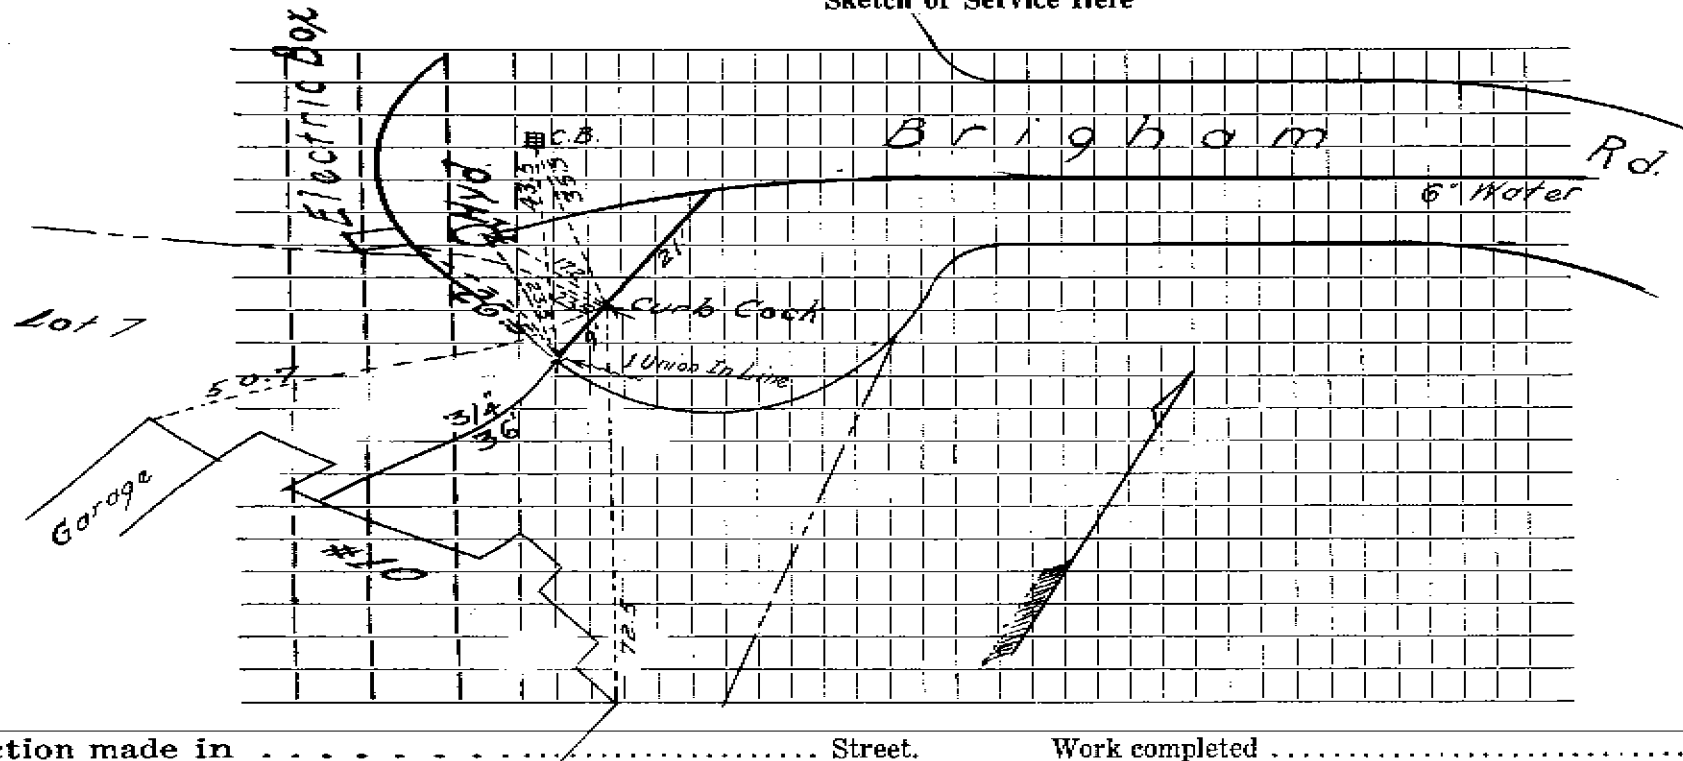 Sketch of Service Here
Electric Box
C.B.
Brigham
Rd.
Hyd.
43.5
35.5
6" Water
21'
Lot 7
Curb Cock
9'
1 Union In Line
50.7
3/4"
36'
Garage
#40
72.5
ction made in . . . . . . . . . . . . . . . . . . . . Street. Work completed . . . . . . . . . . . . . . . . . . . .